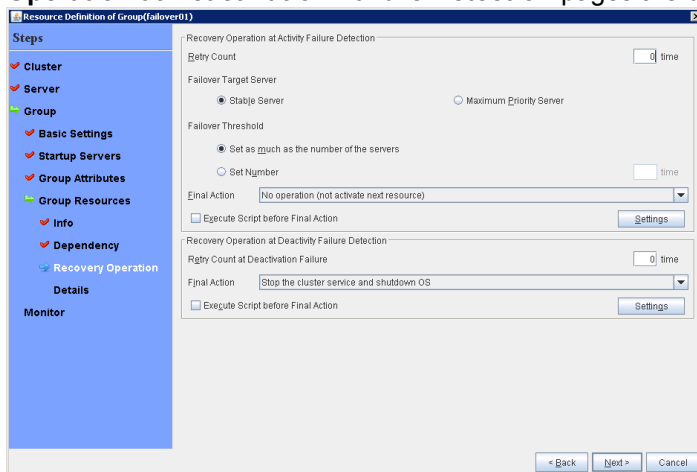 Resource Definition of Group(failover01)
Steps
Cluster
Server
Group
Basic Settings
Startup Servers
Group Attributes
Group Resources
Info
Dependency
Recovery Operation
Details
Monitor
Recovery Operation at Activity Failure Detection
Retry Count
0 time
Failover Target Server
Stable Server
Maximum Priority Server
Failover Threshold
Set as much as the number of the servers
Set Number
time
Final Action
No operation (not activate next resource)
Execute Script before Final Action
Settings
Recovery Operation at Deactivity Failure Detection
Retry Count at Deactivation Failure
0 time
Final Action
Stop the cluster service and shutdown OS
Execute Script before Final Action
Settings
< Back
Next >
Cancel